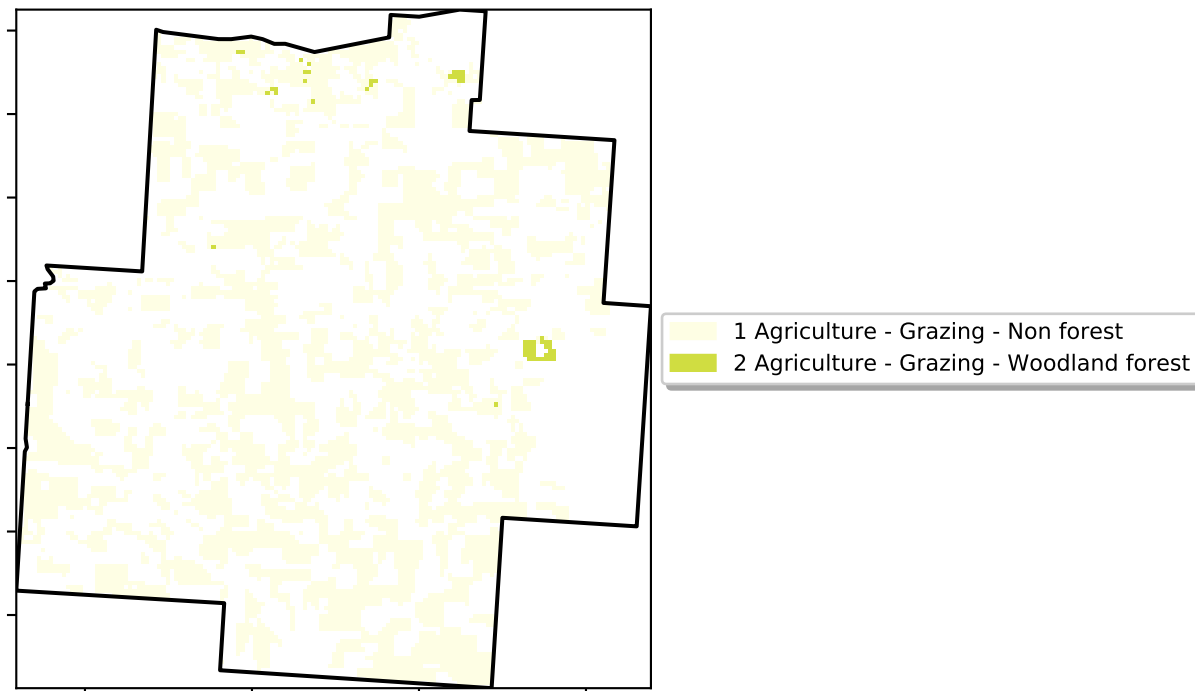 1 Agriculture - Grazing - Non forest
2 Agriculture - Grazing - Woodland forest